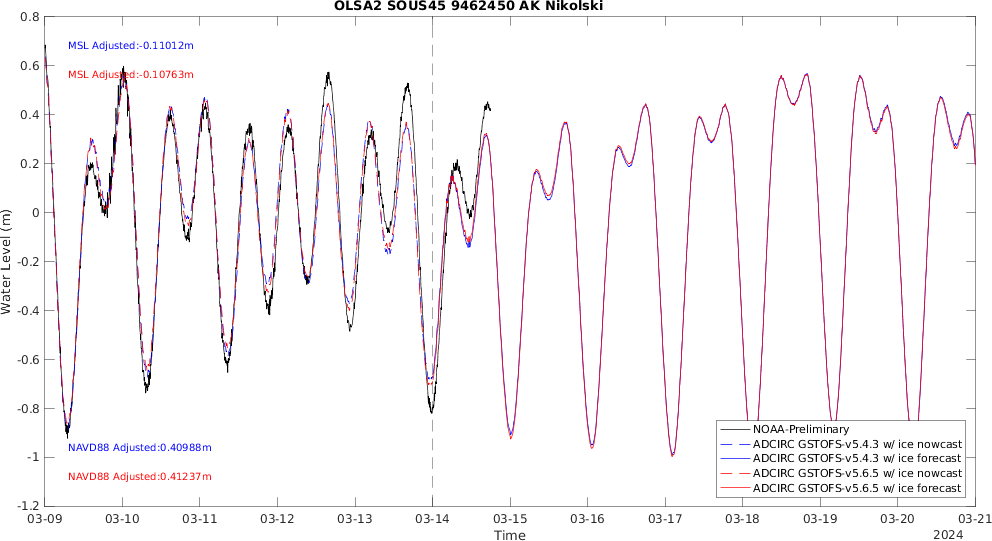 OLSA2 SOUS45 9462450 AK Nikolski
MSL Adjusted:-0.11012m
MSL Adjusted:-0.10763m
NAVD88 Adjusted:0.40988m
NAVD88 Adjusted:0.41237m
Water Level (m)
0.8
0.6
0.4
0.2
0
-0.2
-0.4
-0.6
-0.8
-1
-1.2
NOAA-Preliminary
ADCIRC GSTOFS-v5.4.3 w/ ice nowcast
ADCIRC GSTOFS-v5.4.3 w/ ice forecast
ADCIRC GSTOFS-v5.6.5 w/ ice nowcast
ADCIRC GSTOFS-v5.6.5 w/ ice forecast
03-09 03-10 03-11 03-12 03-13 03-14 03-15 03-16 03-17 03-18 03-19 03-20 03-21
Time
2024